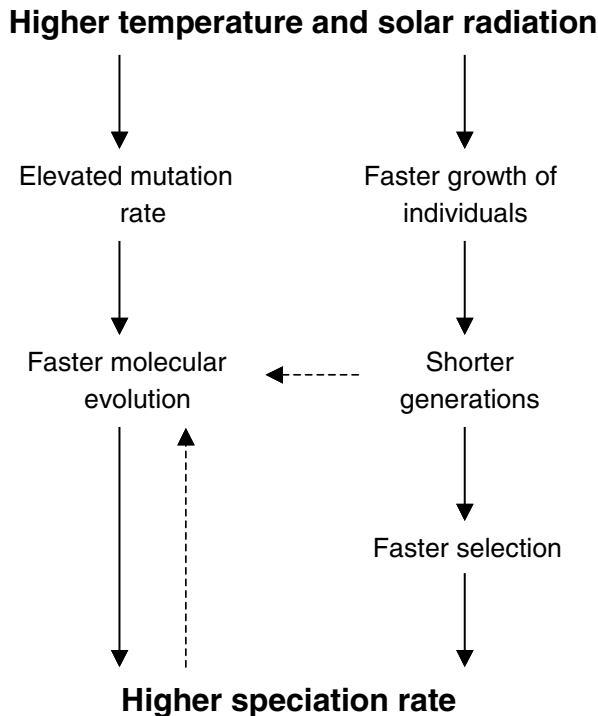 Higher temperature and solar radiation
Elevated mutation
rate
Faster growth of
individuals
Faster molecular
evolution
Shorter
generations
Faster selection
Higher speciation rate